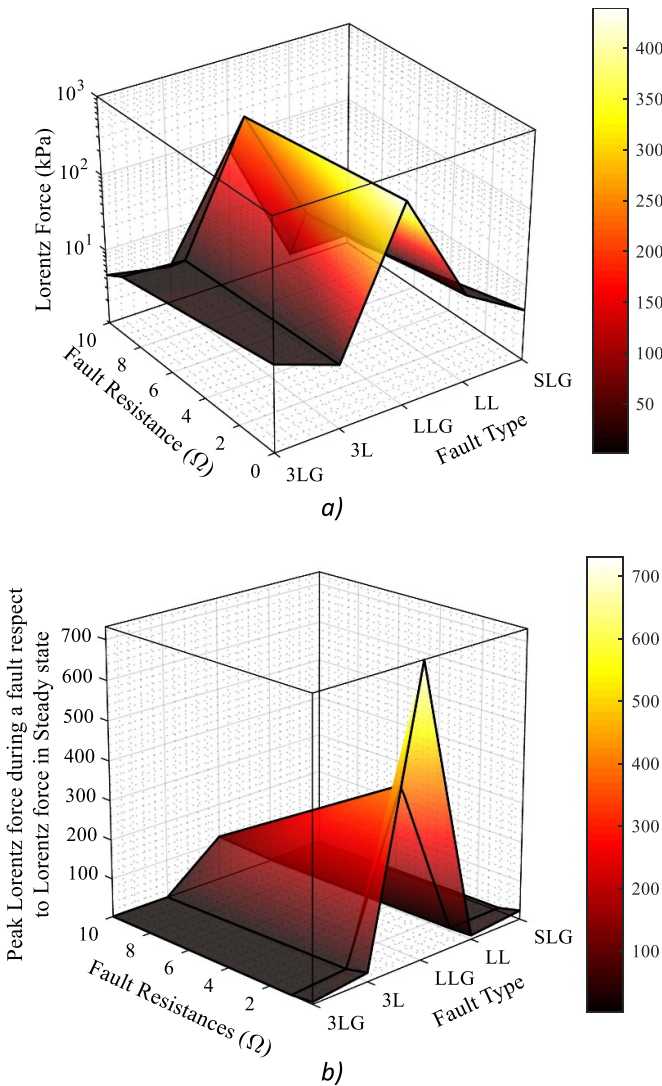 10³
10²
10¹
Lorentz Force (kPa)
10
8
6
4
2
0
Fault Resistance (Ω)
3LG
3L
LLG
LL
SLG
Fault Type
400
350
300
250
200
150
100
50
a)
Peak Lorentz force during a fault respect
to Lorentz force in Steady state
700
600
500
400
300
200
100
10
8
6
4
2
Fault Resistances (Ω)
3LG
3L
LLG
LL
SLG
Fault Type
700
600
500
400
300
200
100
b)